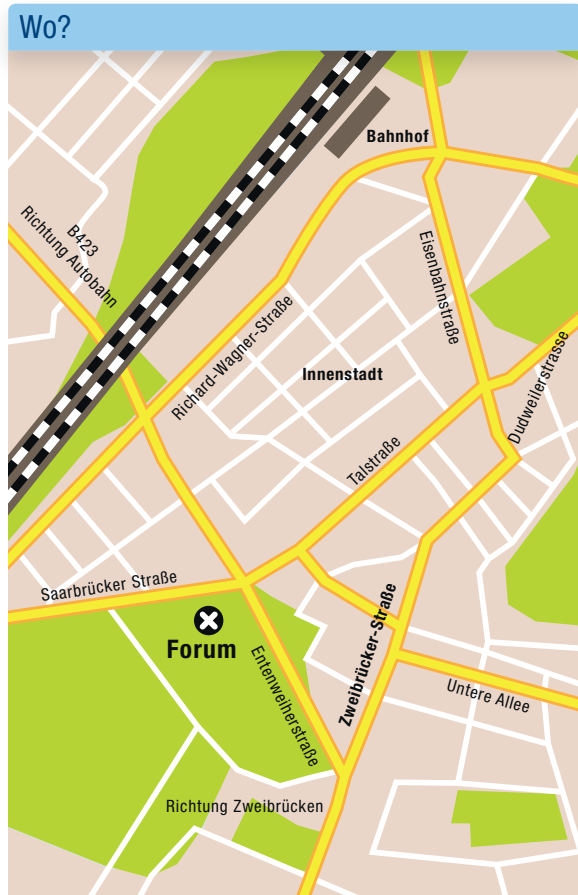 Wo?
Bahnhof
B423
Richtung Autobahn
Eisenbahnstraße
Richard-Wagner-Straße
Innenstadt
Dudweilerstrasse
Talstraße
Saarbrücker Straße
Forum
Entenweiherstraße
Zweibrücker-Straße
Untere Allee
Richtung Zweibrücken